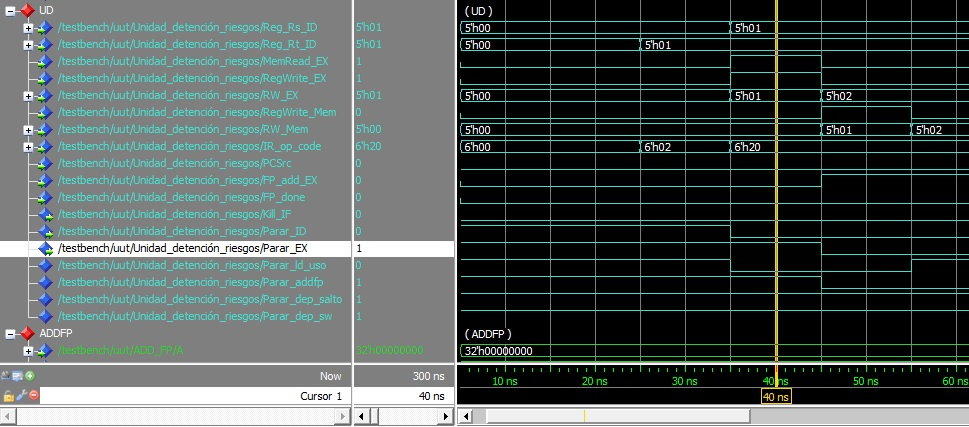 UD ( UD )
/testbench/uut/Unidad_detención_riesgos/Reg_Rs_ID 5'h01 5'h00 5'h01
/testbench/uut/Unidad_detención_riesgos/Reg_Rt_ID 5'h01 5'h00 5'h01
/testbench/uut/Unidad_detención_riesgos/MemRead_EX 1
/testbench/uut/Unidad_detención_riesgos/RegWrite_EX 1
/testbench/uut/Unidad_detención_riesgos/RW_EX 5'h01 5'h00 5'h01 5'h02
/testbench/uut/Unidad_detención_riesgos/RegWrite_Mem 0
/testbench/uut/Unidad_detención_riesgos/RW_Mem 5'h00 5'h00 5'h01 5'h02
/testbench/uut/Unidad_detención_riesgos/IR_op_code 6'h20 6'h00 6'h02 6'h20
/testbench/uut/Unidad_detención_riesgos/PCSrc 0
/testbench/uut/Unidad_detención_riesgos/FP_add_EX 0
/testbench/uut/Unidad_detención_riesgos/FP_done 0
/testbench/uut/Unidad_detención_riesgos/Kill_IF 0
/testbench/uut/Unidad_detención_riesgos/Parar_ID 0
/testbench/uut/Unidad_detención_riesgos/Parar_EX 1
/testbench/uut/Unidad_detención_riesgos/Parar_ld_uso 0
/testbench/uut/Unidad_detención_riesgos/Parar_addfp 1
/testbench/uut/Unidad_detención_riesgos/Parar_dep_salto 1
/testbench/uut/Unidad_detención_riesgos/Parar_dep_sw 1
ADDFP ( ADDFP )
/testbench/uut/ADD_FP/A 32'h00000000 32'h00000000
Now 300 ns 10 ns 20 ns 30 ns 40 ns 50 ns 60 ns
Cursor 1 40 ns 40 ns